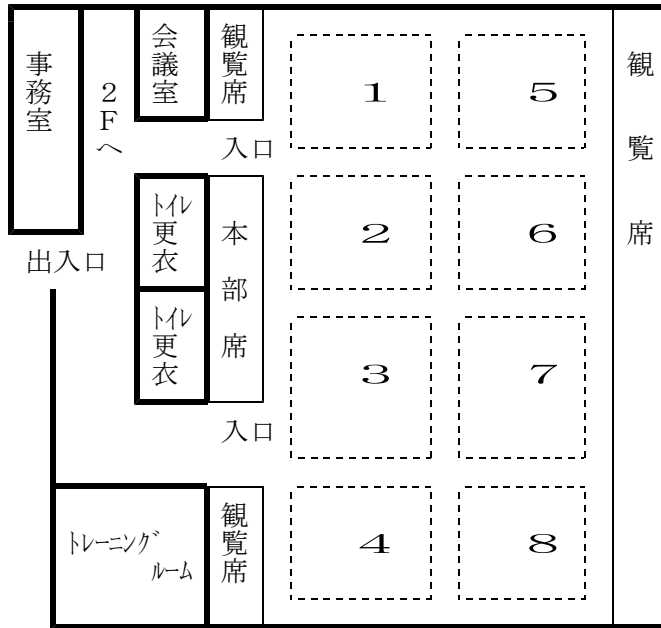 事務室
2Fへ
会議室
観覧席
1
5
観覧席
入口
トイレ
更衣
本部席
2
6
出入口
トイレ
更衣
3
7
入口
トレーニング
ルーム
観覧席
4
8